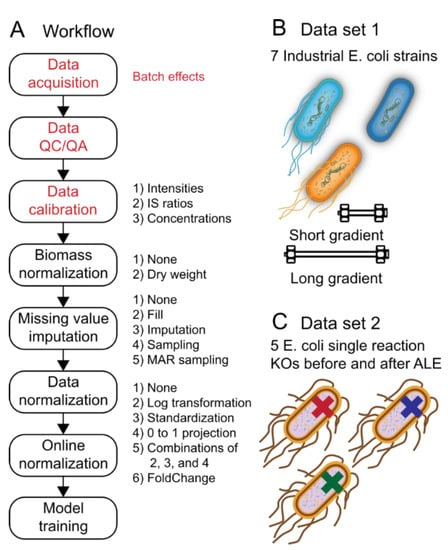 A Workflow
Data
acquisition
Batch effects
Data
QC/QA
Data
calibration
1) Intensities
2) IS ratios
3) Concentrations
Biomass
normalization
1) None
2) Dry weight
Missing value
imputation
1) None
2) Fill
3) Imputation
4) Sampling
5) MAR sampling
Data
normalization
1) None
2) Log transformation
3) Standardization
4) 0 to 1 projection
5) Combinations of
2, 3, and 4
6) FoldChange
Online
normalization
Model
training
B Data set 1
7 Industrial E. coli strains
Short gradient
Long gradient
C Data set 2
5 E. coli single reaction
KOs before and after ALE